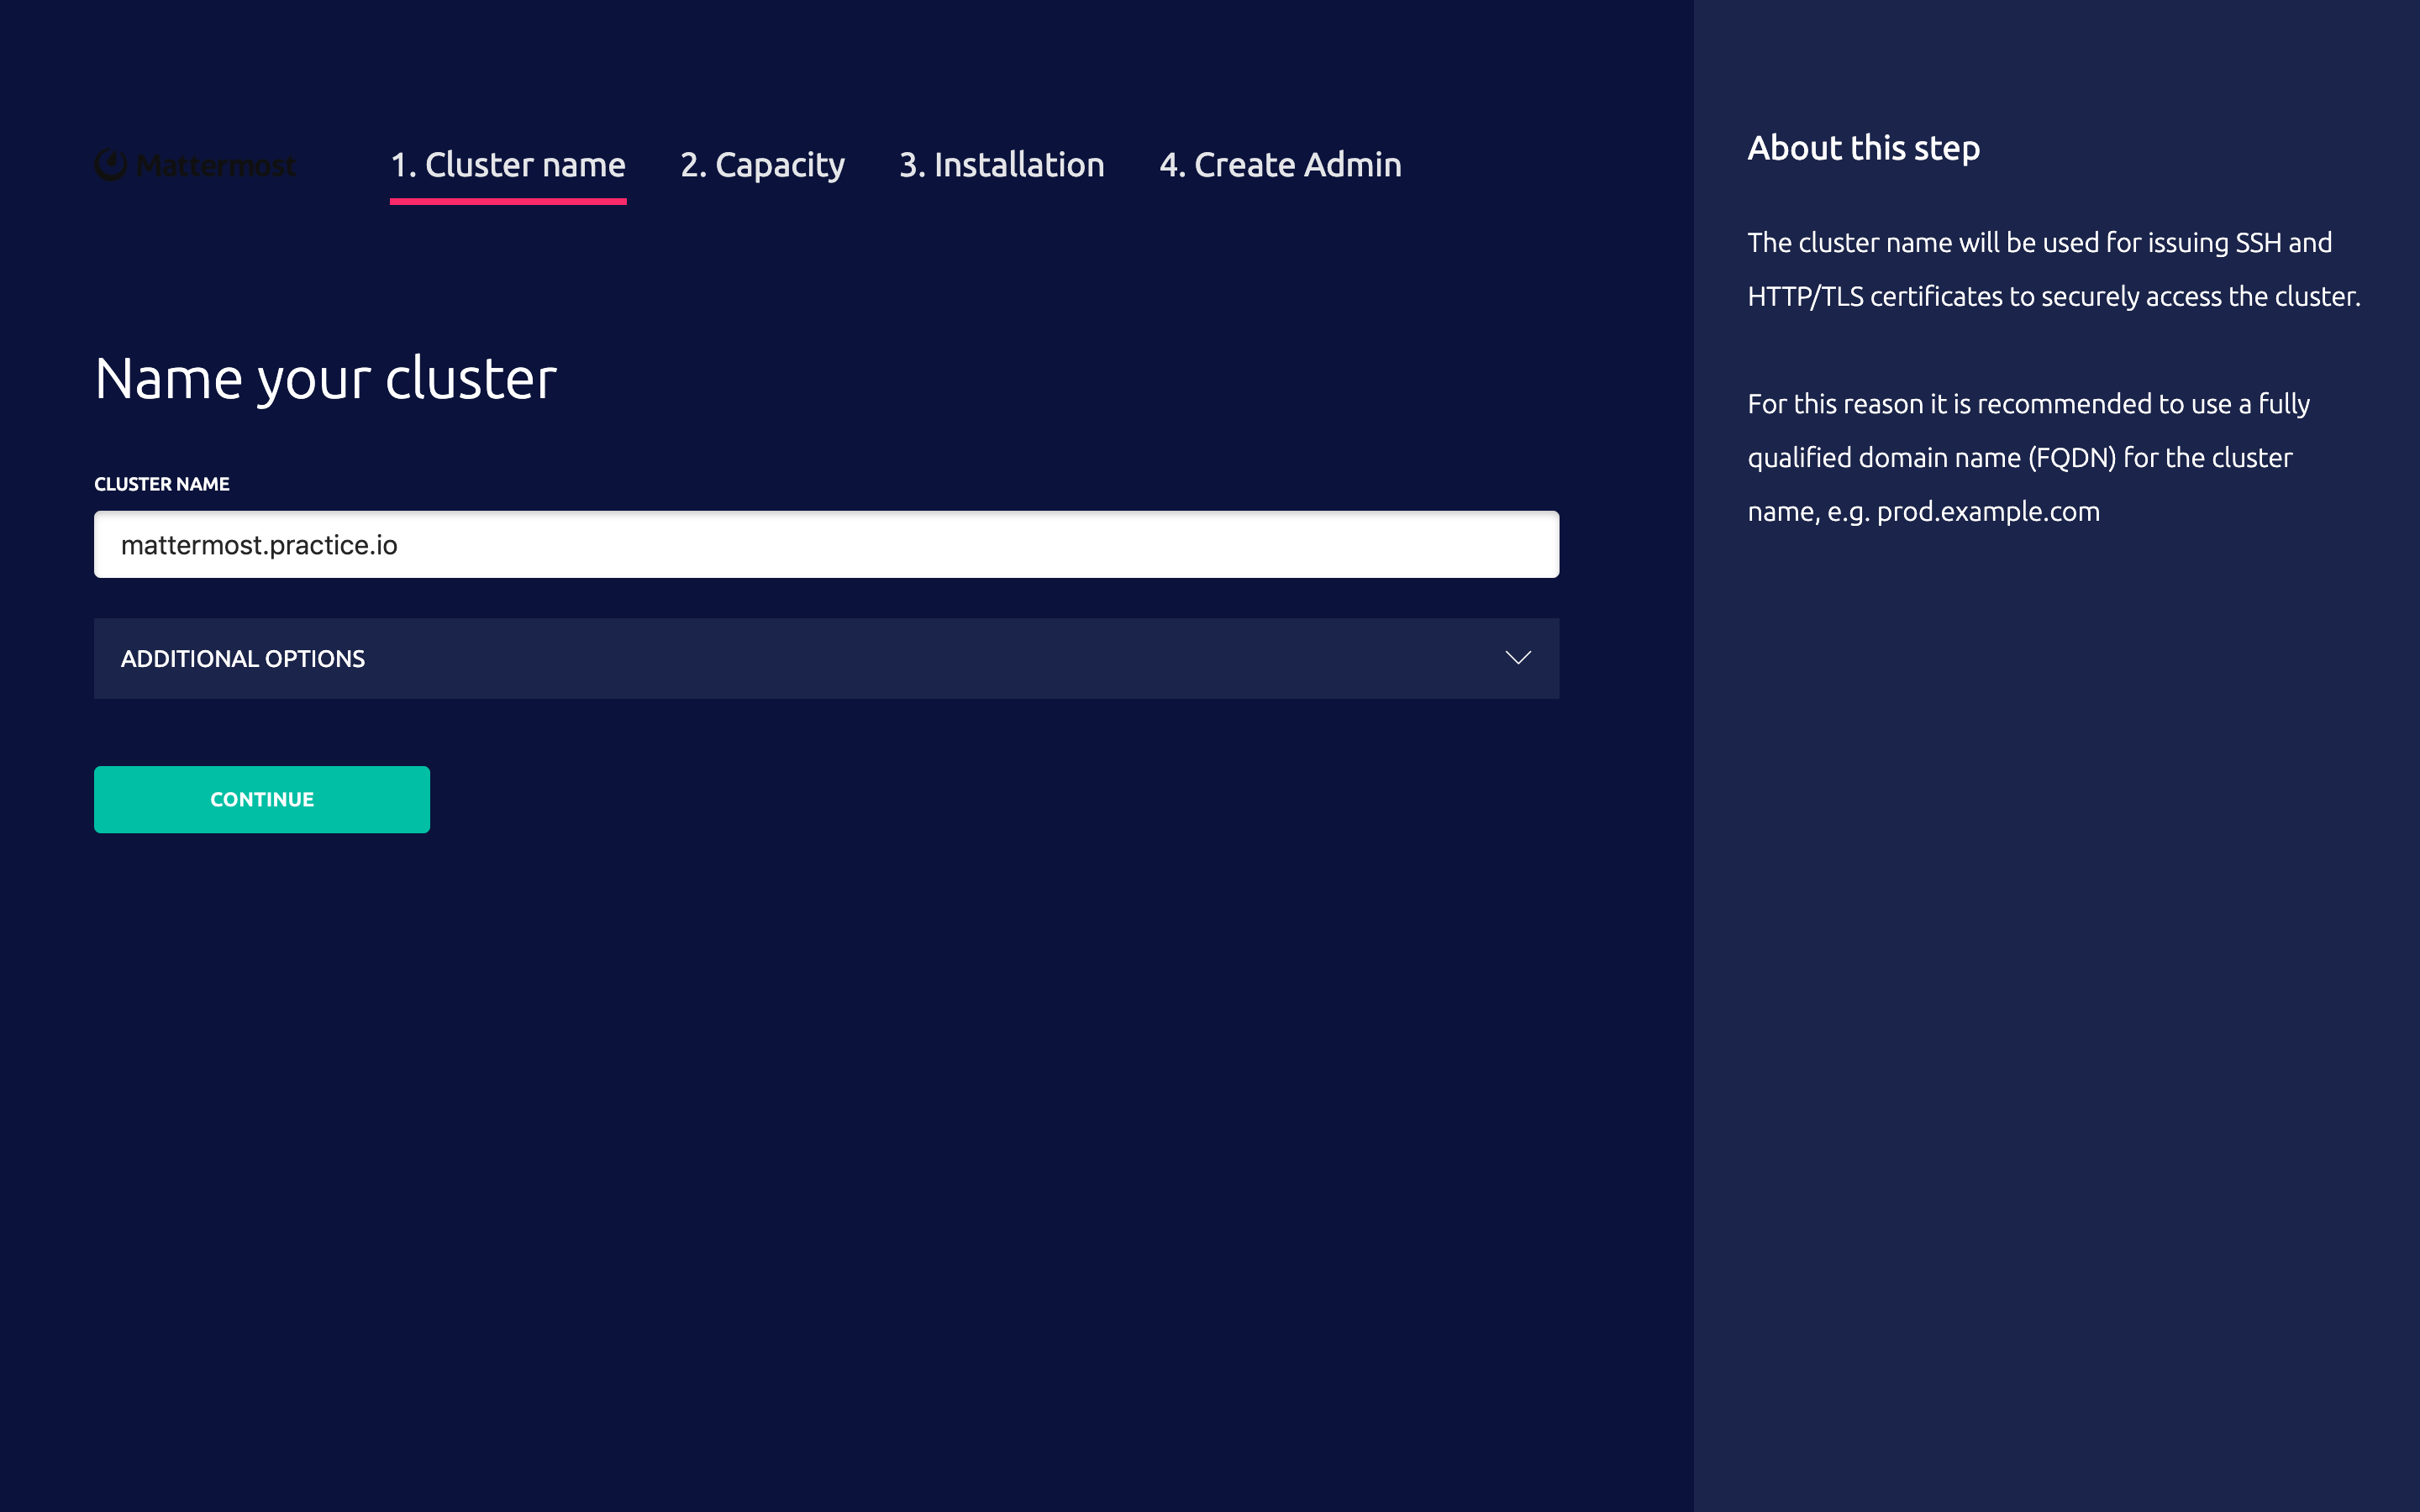 Mattermost
1. Cluster name
2. Capacity
3. Installation
4. Create Admin
Name your cluster
CLUSTER NAME
mattermost.practice.io
ADDITIONAL OPTIONS
CONTINUE
About this step
The cluster name will be used for issuing SSH and
HTTP/TLS certificates to securely access the cluster.
For this reason it is recommended to use a fully
qualified domain name (FQDN) for the cluster
name, e.g. prod.example.com